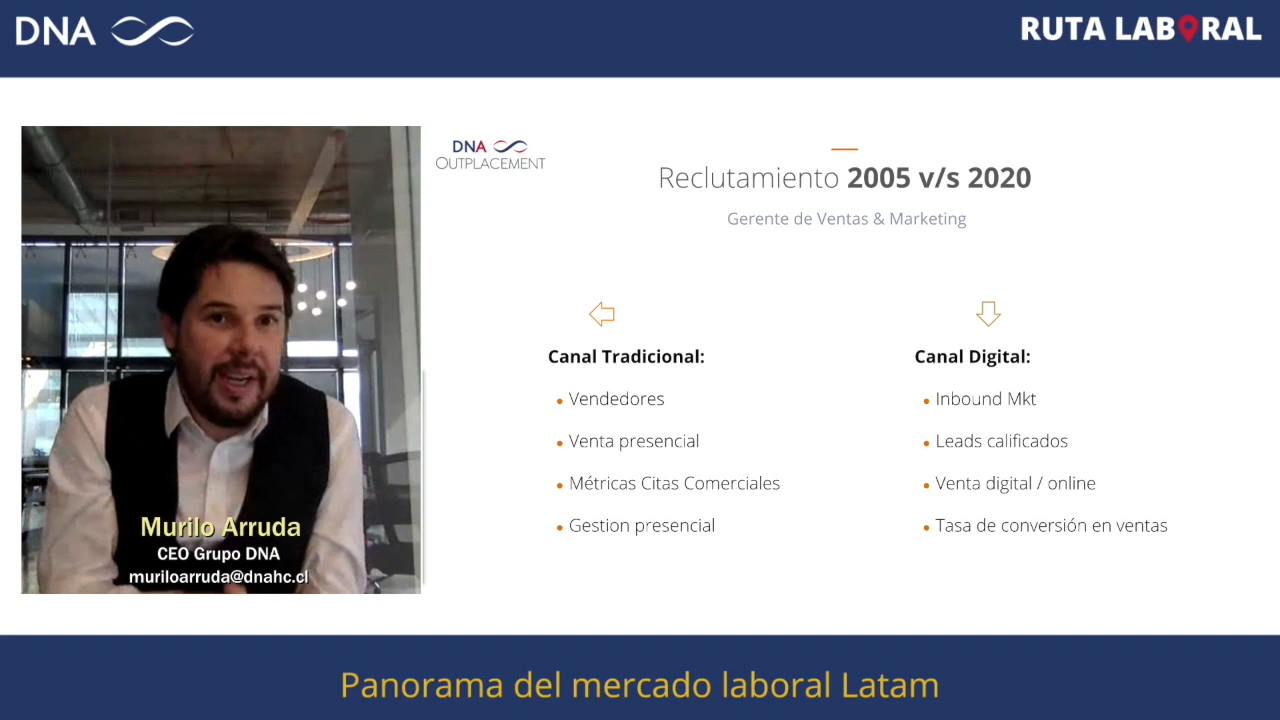 DNA
RUTA LABORAL
DNA
OUTPLACEMENT
Reclutamiento 2005 v/s 2020
Gerente de Ventas & Marketing
Canal Tradicional:
• Vendedores
• Venta presencial
• Métricas Citas Comerciales
• Gestion presencial
Canal Digital:
• Inbound Mkt
• Leads calificados
• Venta digital / online
• Tasa de conversión en ventas
Murilo Arruda
CEO Grupo DNA
muriloarruda@dnahc.cl
Panorama del mercado laboral Latam